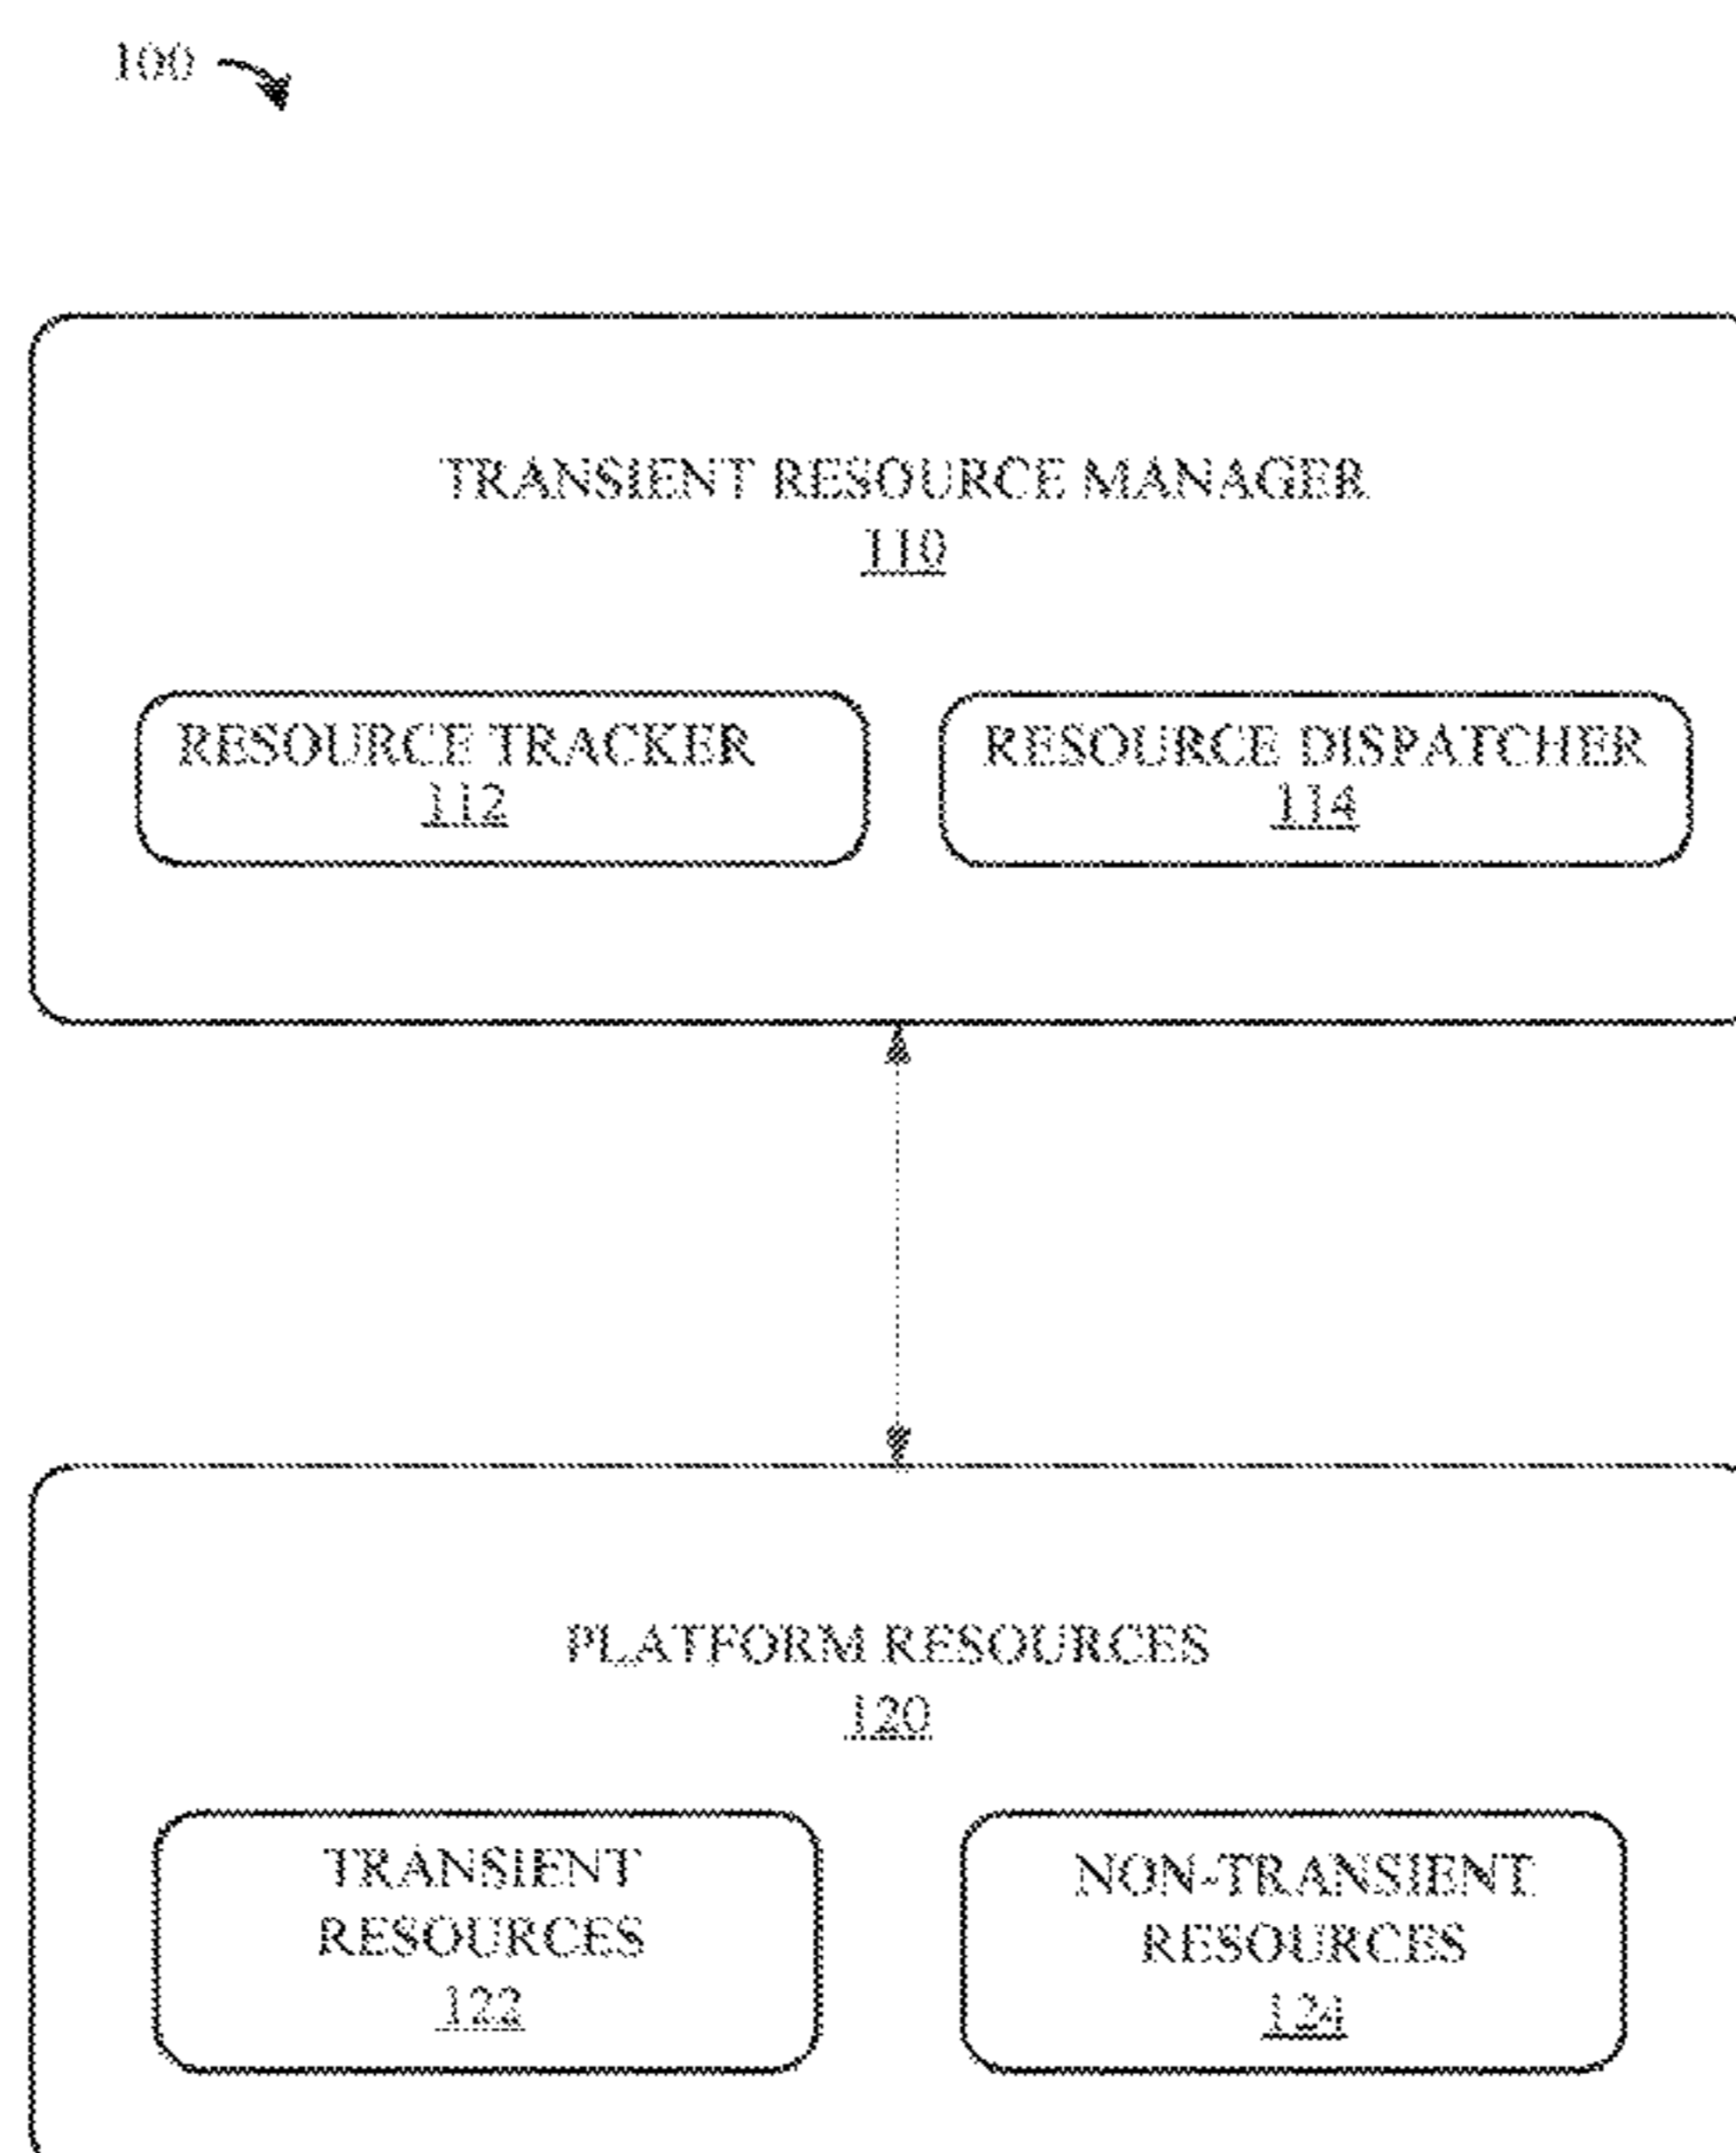 100
TRANSIENT RESOURCE MANAGER
110
RESOURCE TRACKER
112
RESOURCE DISPATCHER
114
PLATFORM RESOURCES
120
TRANSIENT
RESOURCES
122
NON-TRANSIENT
RESOURCES
124